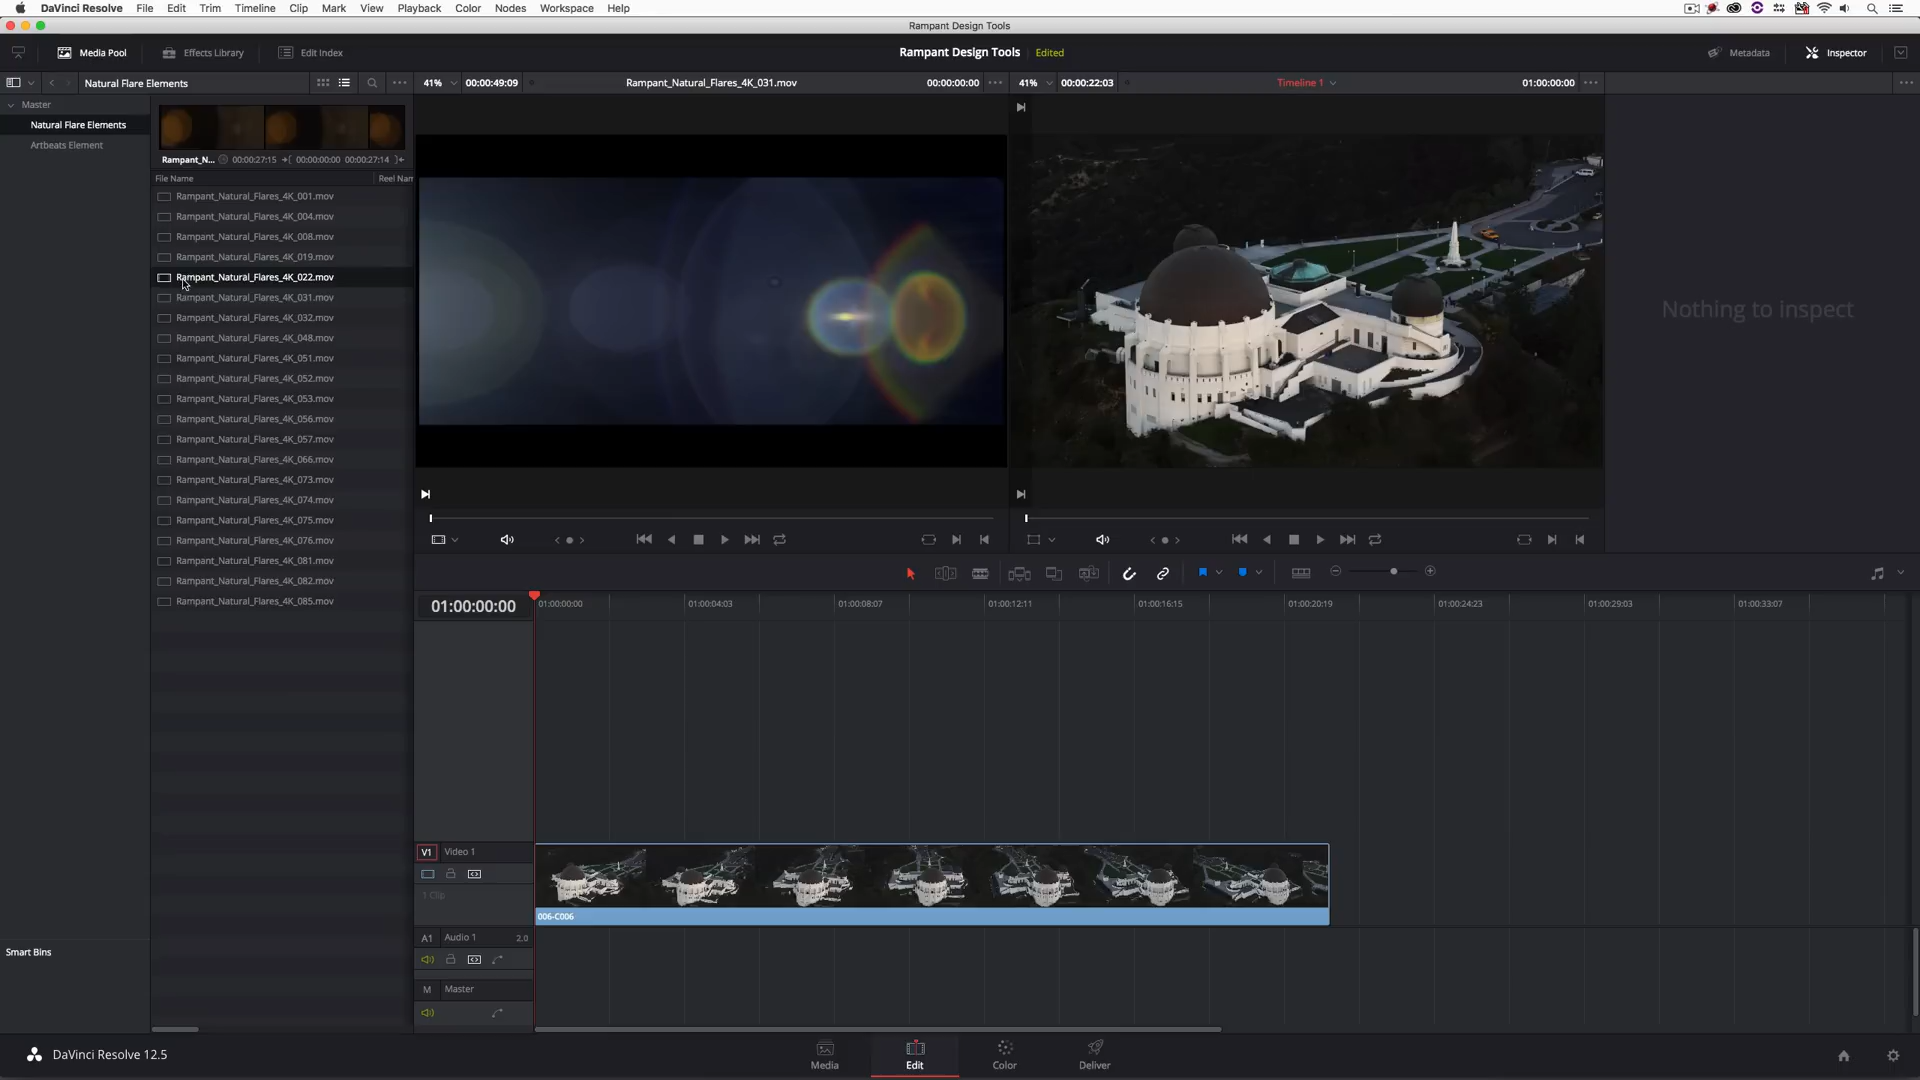 DaVinci Resolve File Edit Trim Timeline Clip Mark View Playback Color Nodes Workspace Help
Rampant Design Tools
Media Pool Effects Library Edit Index Rampant Design Tools Edited Metadata Inspector
Natural Flare Elements 41% 00:00:49:09 Rampant_Natural_Flares_4K_031.mov 00:00:00:00 41% 00:00:22:03 Timeline 1 01:00:00:00
Master
Natural Flare Elements
Artbeats Element
Rampant_N... 00:00:27:15 00:00:00:00 00:00:27:14
File Name Reel Nam
Rampant_Natural_Flares_4K_001.mov
Rampant_Natural_Flares_4K_004.mov
Rampant_Natural_Flares_4K_008.mov
Rampant_Natural_Flares_4K_019.mov
Rampant_Natural_Flares_4K_022.mov
Rampant_Natural_Flares_4K_031.mov
Rampant_Natural_Flares_4K_032.mov
Rampant_Natural_Flares_4K_048.mov
Rampant_Natural_Flares_4K_051.mov
Rampant_Natural_Flares_4K_052.mov
Rampant_Natural_Flares_4K_053.mov
Rampant_Natural_Flares_4K_056.mov
Rampant_Natural_Flares_4K_057.mov
Rampant_Natural_Flares_4K_066.mov
Rampant_Natural_Flares_4K_073.mov
Rampant_Natural_Flares_4K_074.mov
Rampant_Natural_Flares_4K_075.mov
Rampant_Natural_Flares_4K_076.mov
Rampant_Natural_Flares_4K_081.mov
Rampant_Natural_Flares_4K_082.mov
Rampant_Natural_Flares_4K_085.mov
Nothing to inspect
01:00:00:00 01:00:00:00 01:00:04:03 01:00:08:07 01:00:12:11 01:00:16:15 01:00:20:19 01:00:24:23 01:00:29:03 01:00:33:07
V1 Video 1
1 Clip
006-C006
A1 Audio 1 2.0
M Master
Smart Bins
DaVinci Resolve 12.5
Media Edit Color Deliver